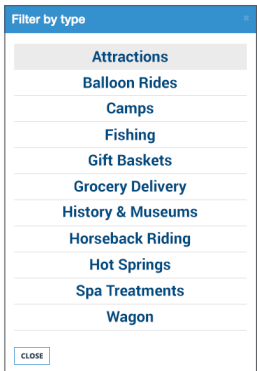 Filter by type
Attractions
Balloon Rides
Camps
Fishing
Gift Baskets
Grocery Delivery
History & Museums
Horseback Riding
Hot Springs
Spa Treatments
Wagon
CLOSE